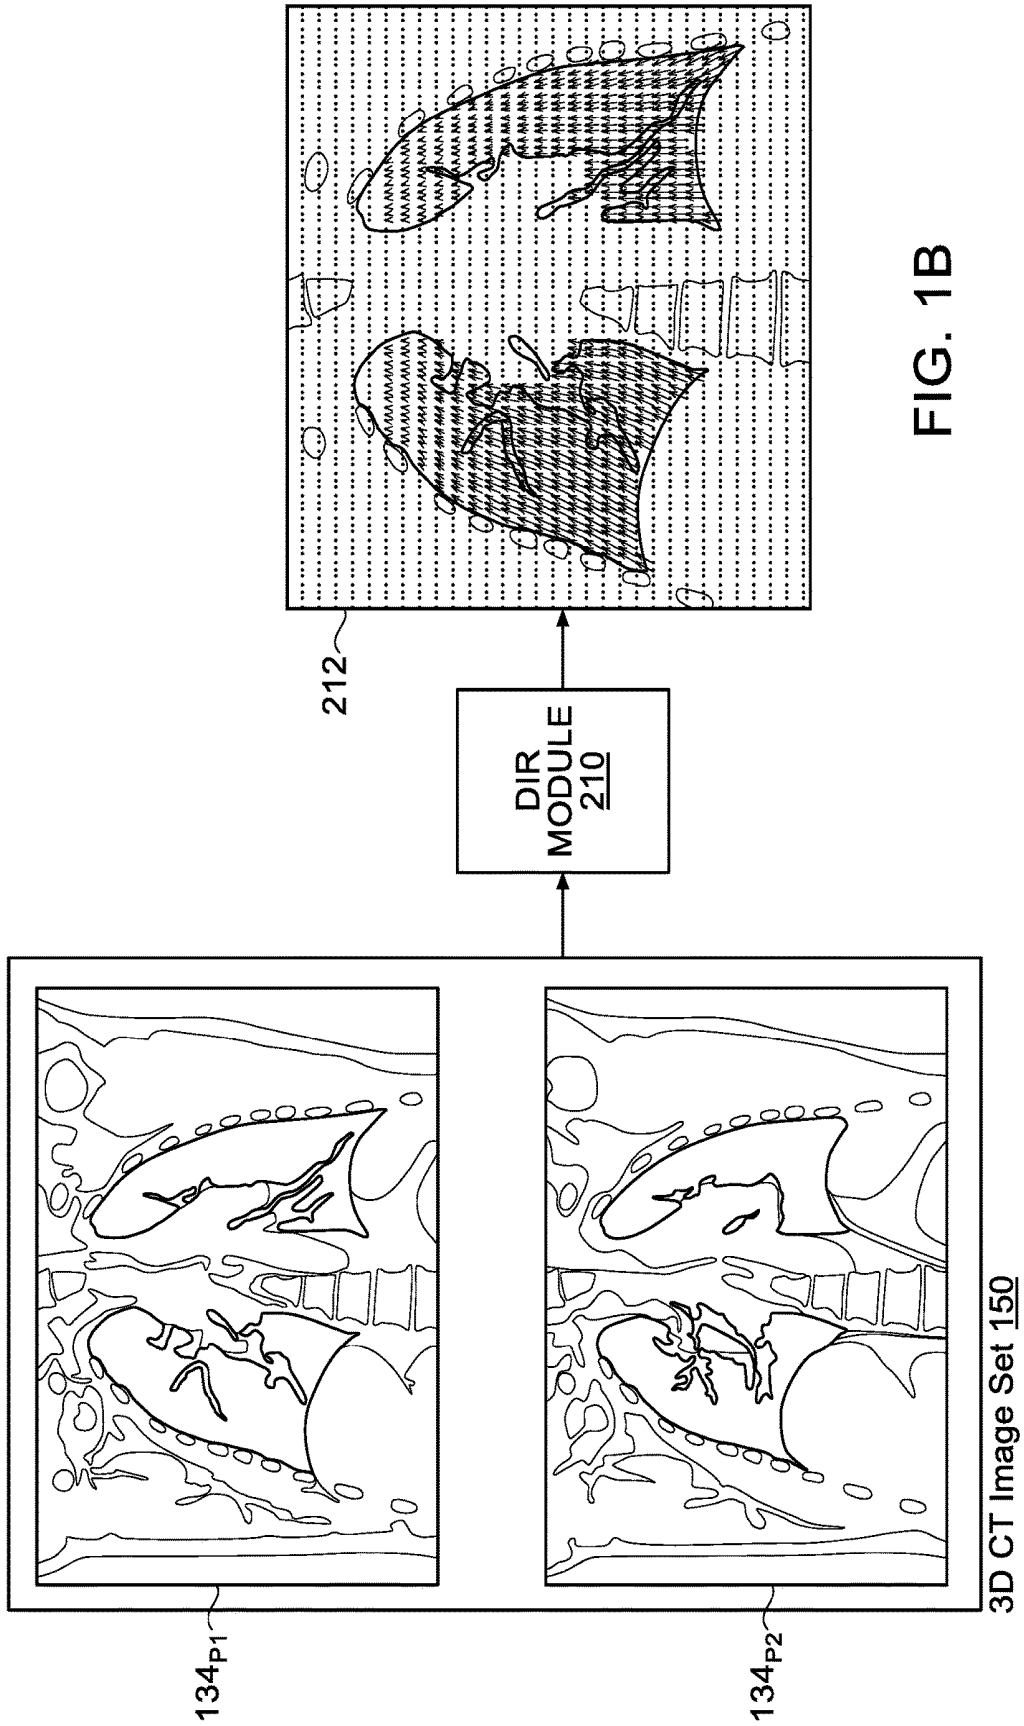 134P1
134P2
3D CT Image Set 150
DIR
MODULE
210
212
FIG. 1B